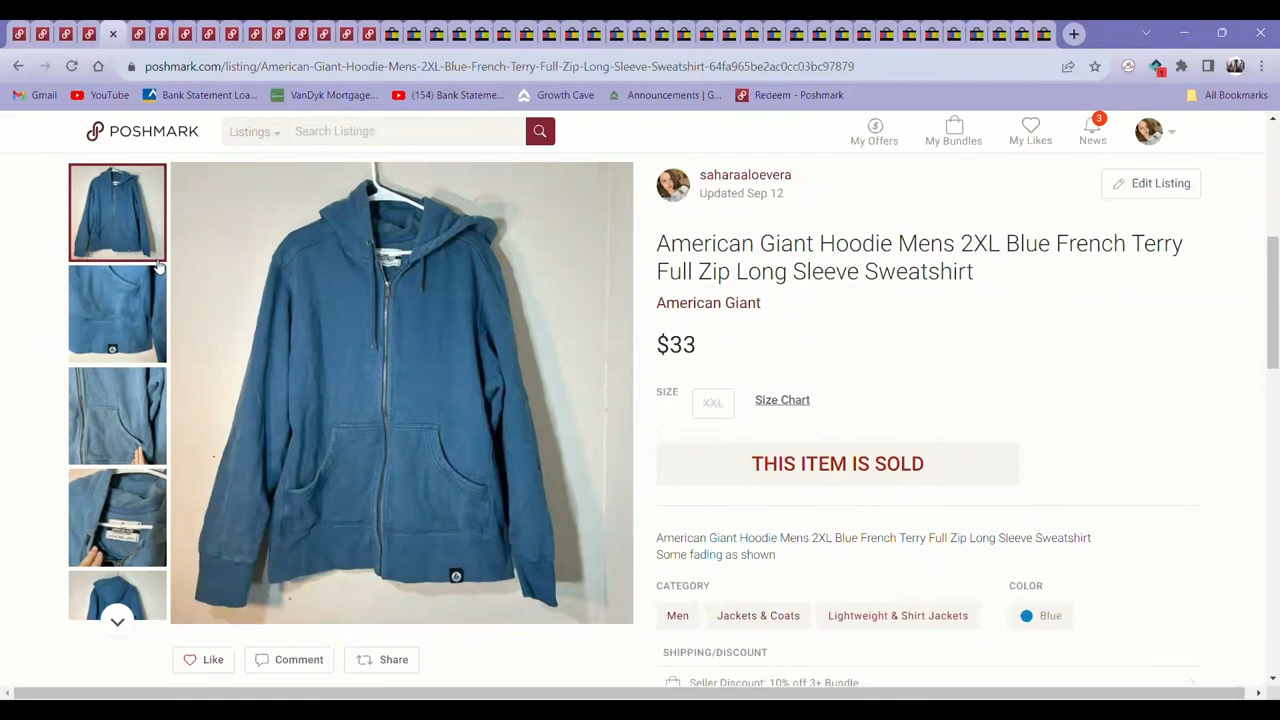 poshmark.com/listing/American-Giant-Hoodie-Mens-2XL-Blue-French-Terry-Full-Zip-Long-Sleeve-Sweatshirt-64fa965be2ac0cc03bc97879
1
Gmail
YouTube
Bank Statement Loa...
VanDyk Mortgage...
(154) Bank Stateme...
Growth Cave
Announcements | G...
Redeem - Poshmark
All Bookmarks
POSHMARK
Listings
Search Listings
My Offers
My Bundles
My Likes
3
News
saharaaloevera
Updated Sep 12
Edit Listing
American Giant Hoodie Mens 2XL Blue French Terry
Full Zip Long Sleeve Sweatshirt
American Giant
$33
SIZE
XXL
Size Chart
THIS ITEM IS SOLD
American Giant Hoodie Mens 2XL Blue French Terry Full Zip Long Sleeve Sweatshirt
Some fading as shown
CATEGORY
COLOR
Men
Jackets & Coats
Lightweight & Shirt Jackets
Blue
SHIPPING/DISCOUNT
Seller Discount: 10% off 3+ Bundle
Like
Comment
Share